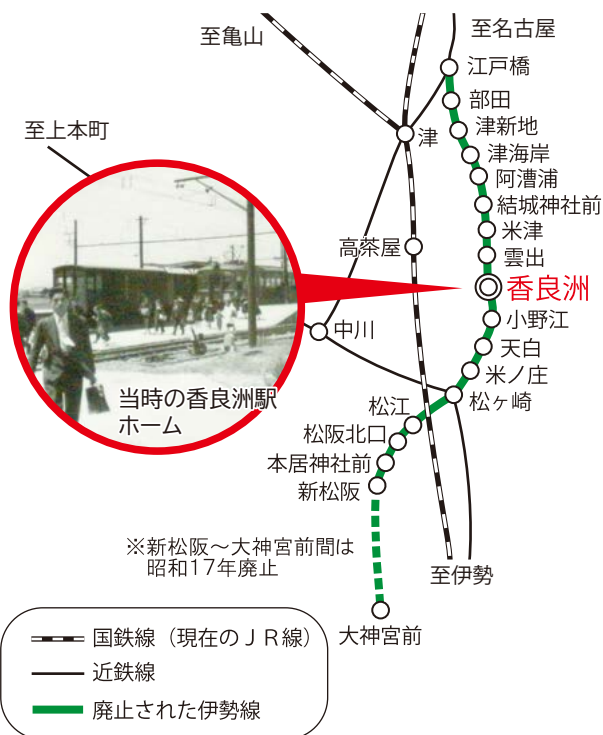 至亀山
至名古屋
江戸橋
部田
至上本町
津
津新地
津海岸
阿漕浦
結城神社前
米津
高茶屋
雲出
香良洲
小野江
中川
天白
米ノ庄
当時の香良洲駅
ホーム
松ヶ崎
松江
松阪北口
本居神社前
新松阪
※新松阪～大神宮前間は
昭和17年廃止
至伊勢
大神宮前
国鉄線（現在のＪＲ線）
近鉄線
廃止された伊勢線